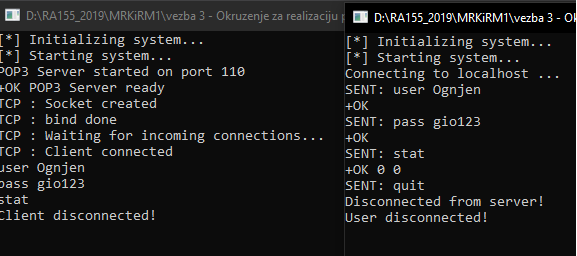 D:\RA155_2019\MRKiRM1\vezba 3 - Okruzenje za realizaciju p
[*] Initializing system...
[*] Starting system...
POP3 Server started on port 110
+OK POP3 Server ready
TCP : Socket created
TCP : bind done
TCP : Waiting for incoming connections...
TCP : Client connected
user Ognjen
pass gio123
stat
Client disconnected!
D:\RA155_2019\MRKiRM1\vezba 3 - Ok
[*] Initializing system...
[*] Starting system...
Connecting to localhost ...
SENT: user Ognjen
+OK
SENT: pass gio123
+OK
SENT: stat
+OK 0 0
SENT: quit
Disconnected from server!
User disconnected!